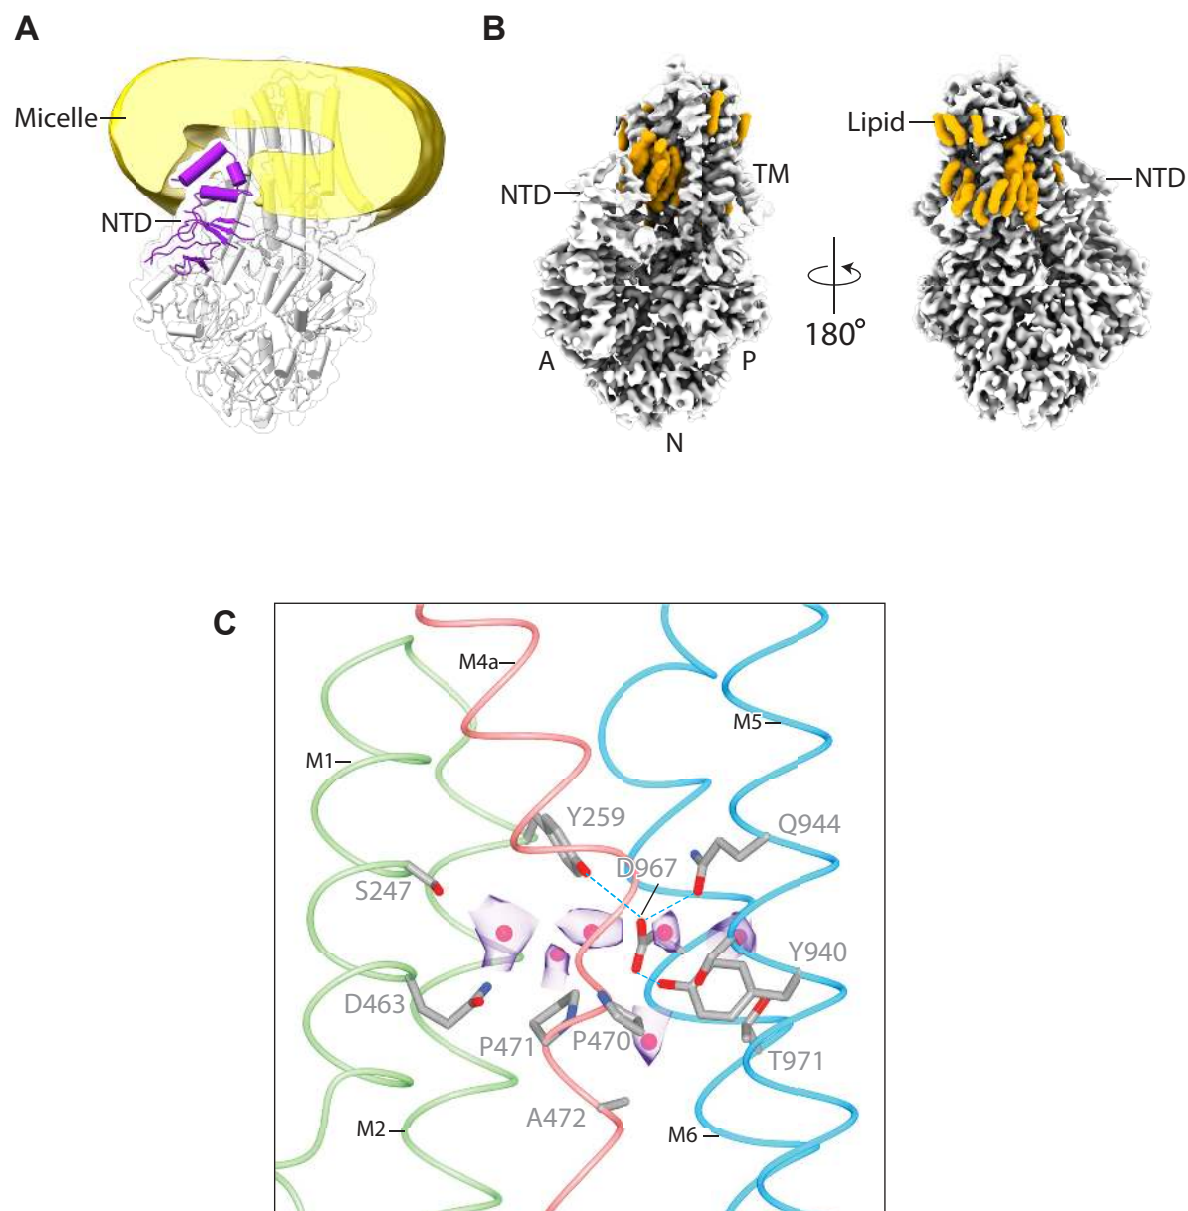 A
B
Micelle
NTD
NTD
TM
A
P
N
180°
Lipid
NTD
C
M4a
M5
M1
Y259
Q944
D967
S247
Y940
D463
P471
P470
T971
A472
M2
M6